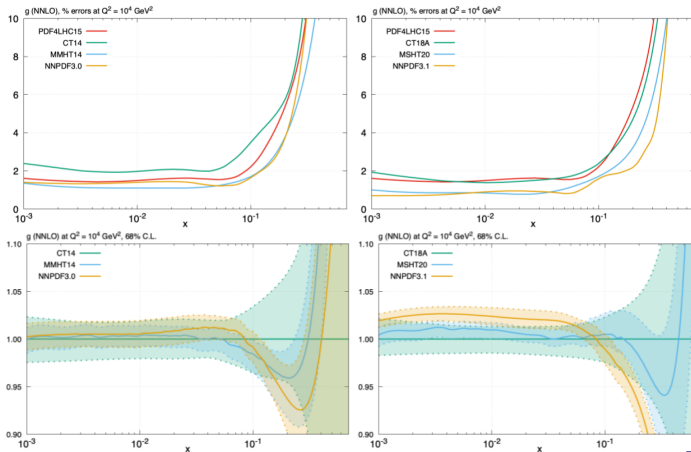 g (NNLO), % errors at Q² = 10⁴ GeV²
PDF4LHC15
CT14
MMHT14
NNPDF3.0
10
8
6
4
2
0
10⁻³
10⁻²
10⁻¹
x
g (NNLO), % errors at Q² = 10⁴ GeV²
PDF4LHC15
CT18A
MSHT20
NNPDF3.1
10
8
6
4
2
0
10⁻³
10⁻²
10⁻¹
x
g (NNLO) at Q² = 10⁴ GeV², 68% C.L.
CT14
MMHT14
NNPDF3.0
1.10
1.05
1.00
0.95
0.90
10⁻³
10⁻²
10⁻¹
x
g (NNLO) at Q² = 10⁴ GeV², 68% C.L.
CT18A
MSHT20
NNPDF3.1
1.10
1.05
1.00
0.95
0.90
10⁻³
10⁻²
10⁻¹
x